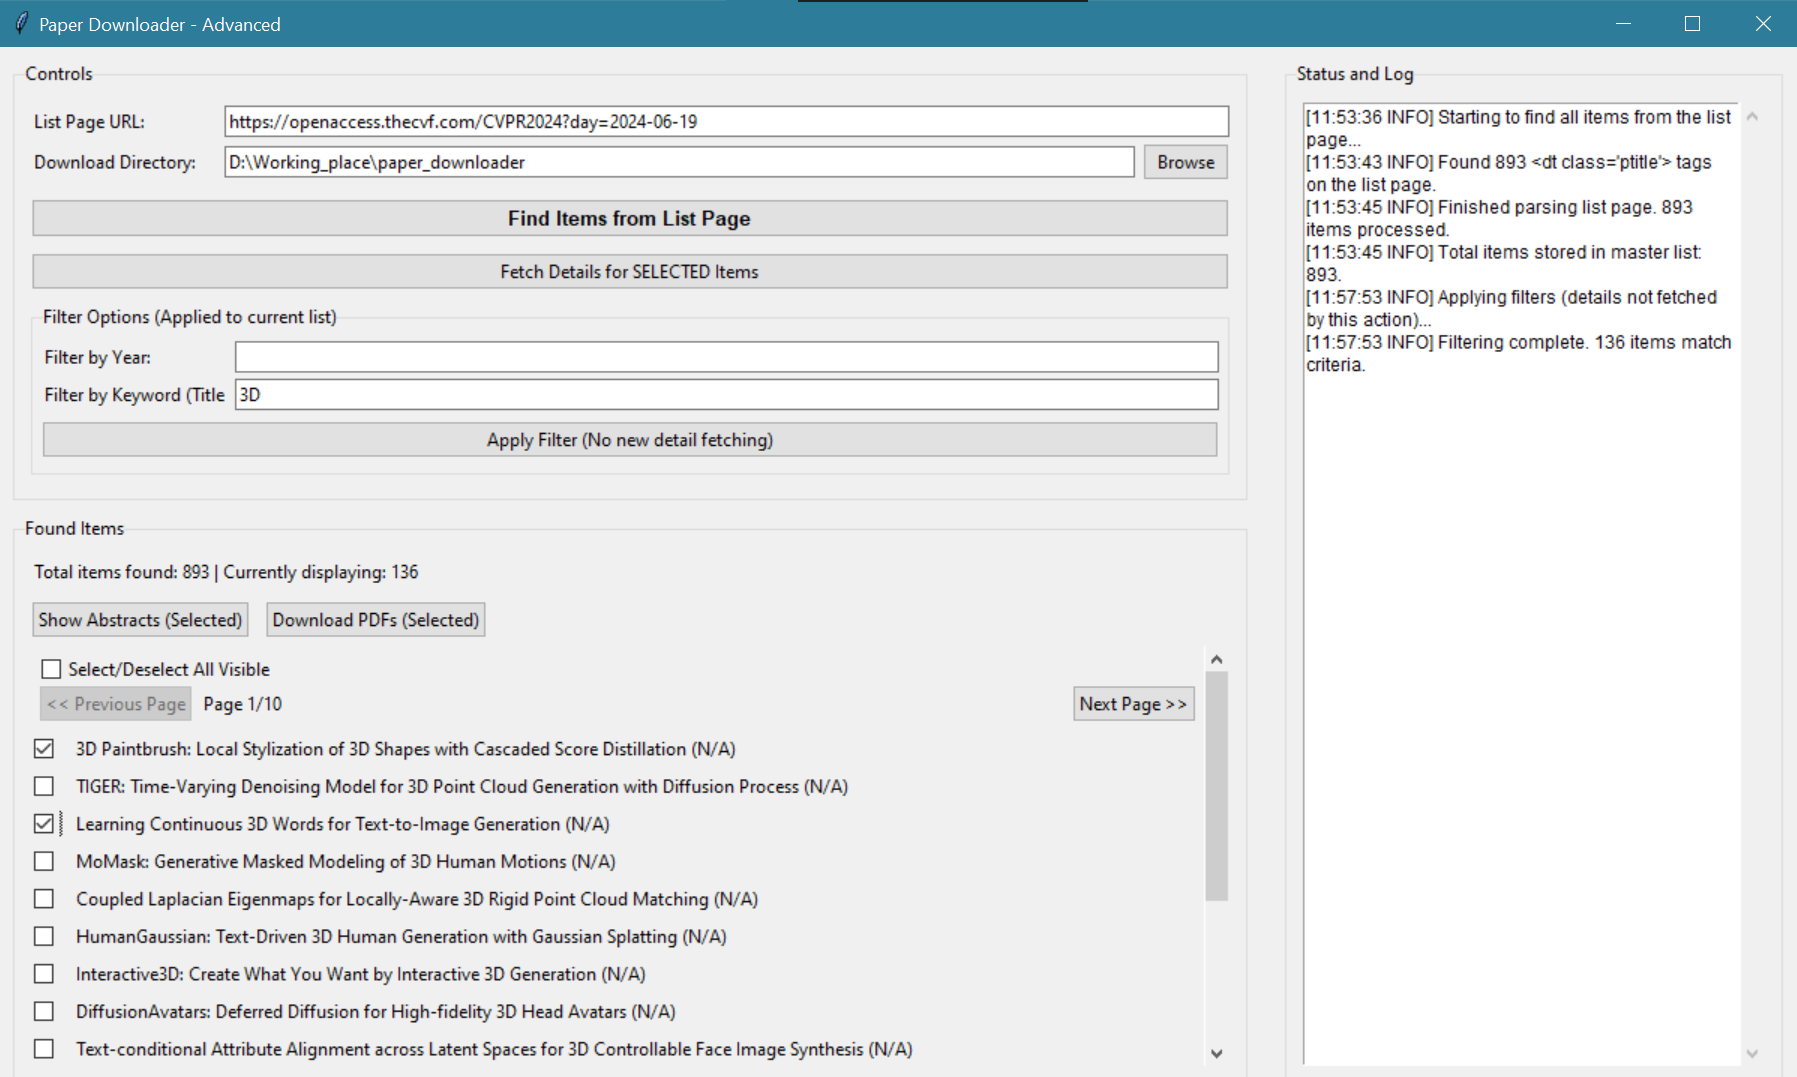 Paper Downloader - Advanced
Controls
List Page URL:
https://openaccess.thecvf.com/CVPR2024?day=2024-06-19
Download Directory:
D:\Working_place\paper_downloader
Browse
Find Items from List Page
Fetch Details for SELECTED Items
Filter Options (Applied to current list)
Filter by Year:
Filter by Keyword (Title
3D
Apply Filter (No new detail fetching)
Found Items
Total items found: 893 | Currently displaying: 136
Show Abstracts (Selected)
Download PDFs (Selected)
Select/Deselect All Visible
<< Previous Page
Page 1/10
Next Page >>
3D Paintbrush: Local Stylization of 3D Shapes with Cascaded Score Distillation (N/A)
TIGER: Time-Varying Denoising Model for 3D Point Cloud Generation with Diffusion Process (N/A)
Learning Continuous 3D Words for Text-to-Image Generation (N/A)
MoMask: Generative Masked Modeling of 3D Human Motions (N/A)
Coupled Laplacian Eigenmaps for Locally-Aware 3D Rigid Point Cloud Matching (N/A)
HumanGaussian: Text-Driven 3D Human Generation with Gaussian Splatting (N/A)
Interactive3D: Create What You Want by Interactive 3D Generation (N/A)
DiffusionAvatars: Deferred Diffusion for High-fidelity 3D Head Avatars (N/A)
Text-conditional Attribute Alignment across Latent Spaces for 3D Controllable Face Image Synthesis (N/A)
Status and Log
[11:53:36 INFO] Starting to find all items from the list
page...
[11:53:43 INFO] Found 893 <dt class='ptitle'> tags
on the list page.
[11:53:45 INFO] Finished parsing list page. 893
items processed.
[11:53:45 INFO] Total items stored in master list:
893.
[11:57:53 INFO] Applying filters (details not fetched
by this action)...
[11:57:53 INFO] Filtering complete. 136 items match
criteria.